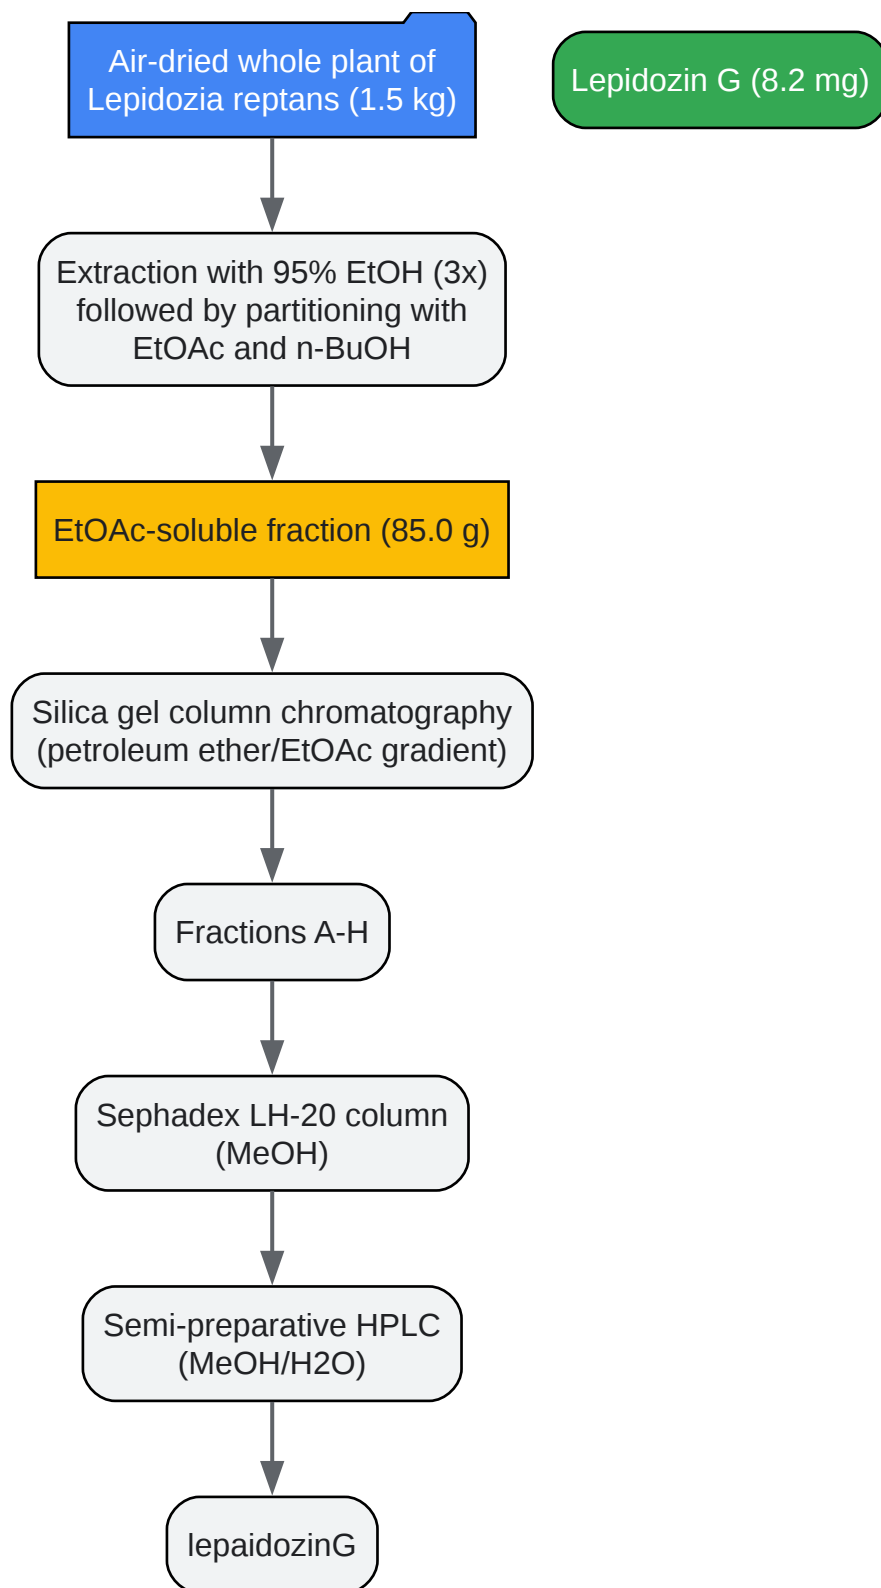 Air-dried whole plant of
Lepidozia reptans (1.5 kg)
Lepidozin G (8.2 mg)
Extraction with 95% EtOH (3x)
followed by partitioning with
EtOAc and n-BuOH
EtOAc-soluble fraction (85.0 g)
Silica gel column chromatography
(petroleum ether/EtOAc gradient)
Fractions A-H
Sephadex LH-20 column
(MeOH)
Semi-preparative HPLC
(MeOH/H2O)
lepaidozinG